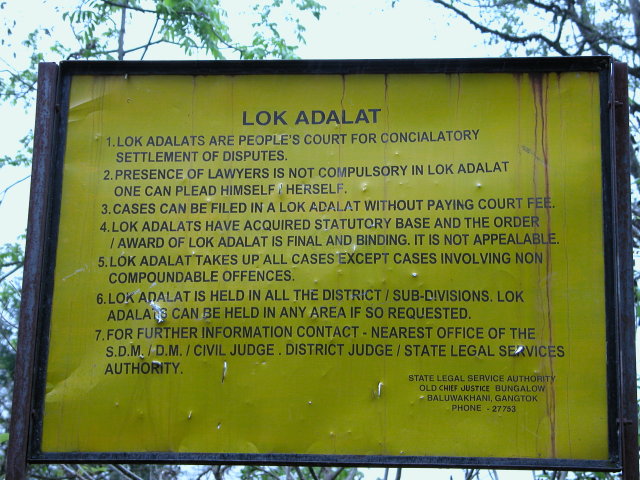 LOK ADALAT
1. LOK ADALATS ARE PEOPLE'S COURT FOR CONCIALATORY
SETTLEMENT OF DISPUTES.
2. PRESENCE OF LAWYERS IS NOT COMPULSORY IN LOK ADALAT
ONE CAN PLEAD HIMSELF / HERSELF.
3. CASES CAN BE FILED IN A LOK ADALAT WITHOUT PAYING COURT FEE.
4. LOK ADALATS HAVE ACQUIRED STATUTORY BASE AND THE ORDER
/ AWARD OF LOK ADALAT IS FINAL AND BINDING. IT IS NOT APPEALABLE.
5. LOK ADALAT TAKES UP ALL CASES EXCEPT CASES INVOLVING NON
COMPOUNDABLE OFFENCES.
6. LOK ADALAT IS HELD IN ALL THE DISTRICT / SUB-DIVISIONS. LOK
ADALATS CAN BE HELD IN ANY AREA IF SO REQUESTED.
7. FOR FURTHER INFORMATION CONTACT - NEAREST OFFICE OF THE
S.D.M. / D.M. / CIVIL JUDGE . DISTRICT JUDGE / STATE LEGAL SERVICES
AUTHORITY.
STATE LEGAL SERVICE AUTHORITY
OLD CHIEF JUSTICE BUNGALOW
BALUWAKHANI, GANGTOK
PHONE - 27753